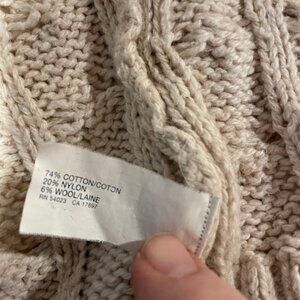 74% COTTON/COTON
20% NYLON
6% WOOL/LAINE
RN 54023 CA 17897